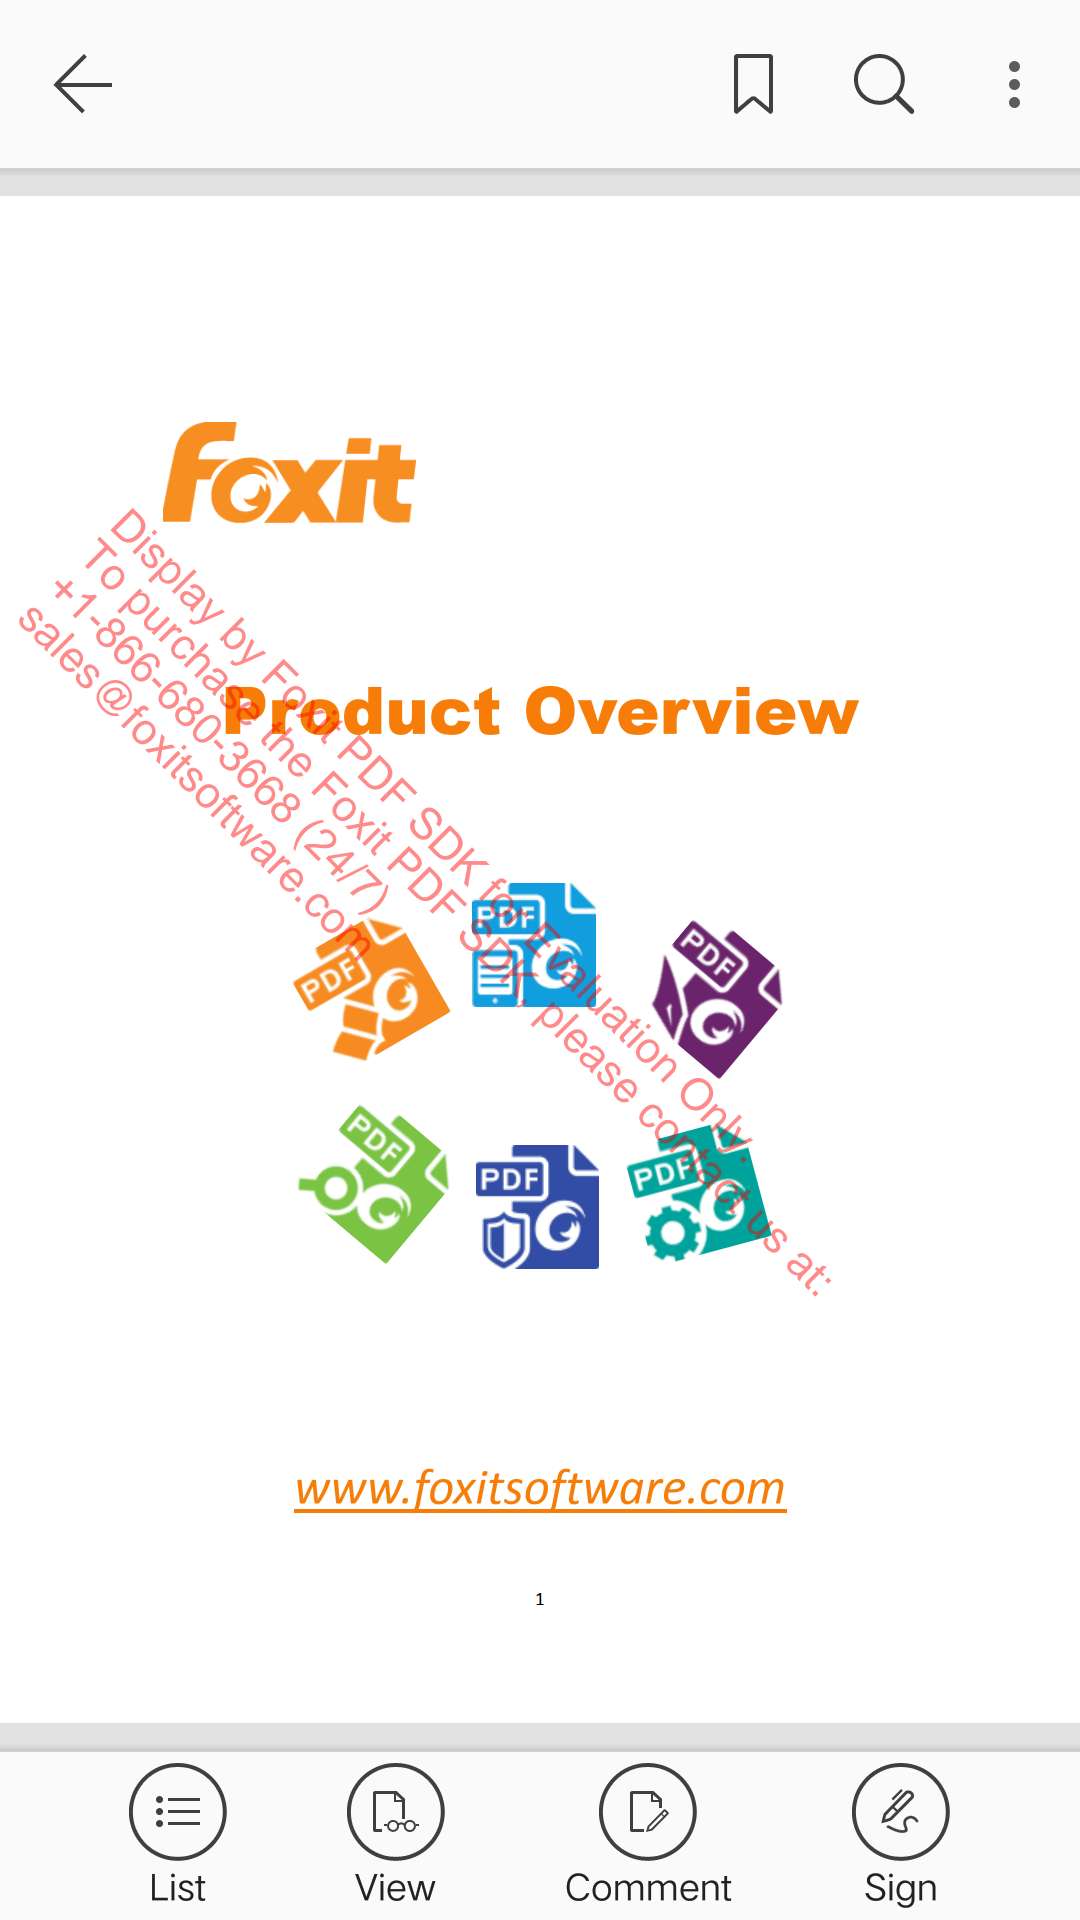 Foxit
Display by Foxit PDF SDK for Evaluation Only.
To purchase the Foxit PDF SDK, please contact us at:
+1-866-680-3668 (24/7)
sales@foxitsoftware.com
Product Overview
PDF
PDF
PDF
PDF
PDF
PDF
www.foxitsoftware.com
1
List
View
Comment
Sign